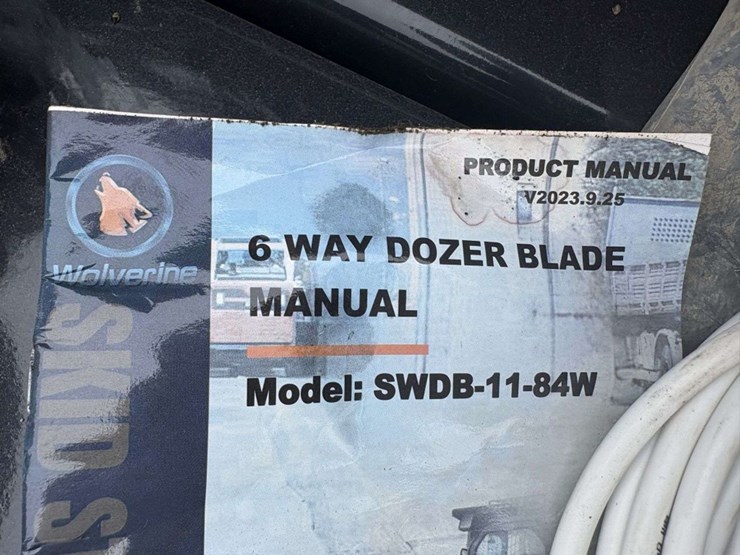 PRODUCT MANUAL
V2023.9.25
Wolverine
6 WAY DOZER BLADE
MANUAL
Model: SWDB-11-84W
SKID S